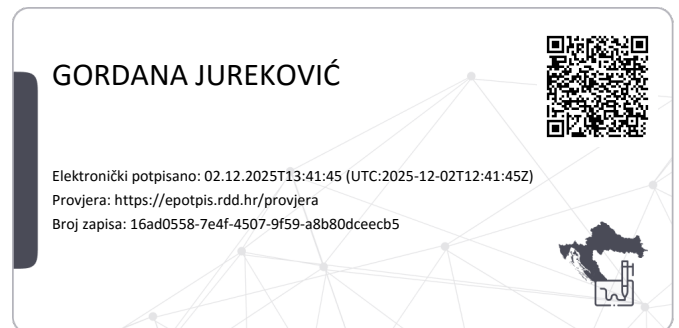 GORDANA JUREKOVIĆ
Elektronički potpisano: 02.12.2025T13:41:45 (UTC:2025-12-02T12:41:45Z)
Provjera: https://epotpis.rdd.hr/provjera
Broj zapisa: 16ad0558-7e4f-4507-9f59-a8b80dceecb5